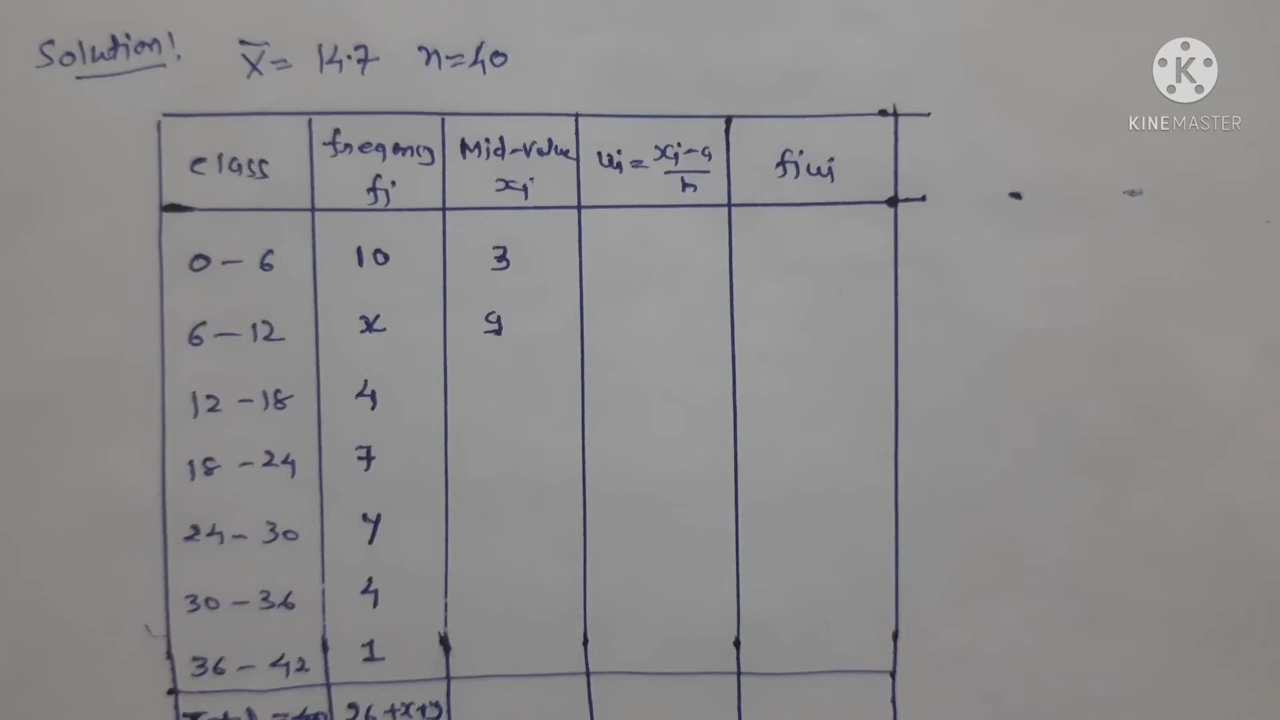 Solution! X̄ = 14.7 n=40
KINEMASTER
class frequency fi Mid-value xi ui = xi-a/h fiui
0-6 10 3
6-12 x 9
12-18 4
18-24 7
24-30 y
30-36 4
36-42 1
26+x+y